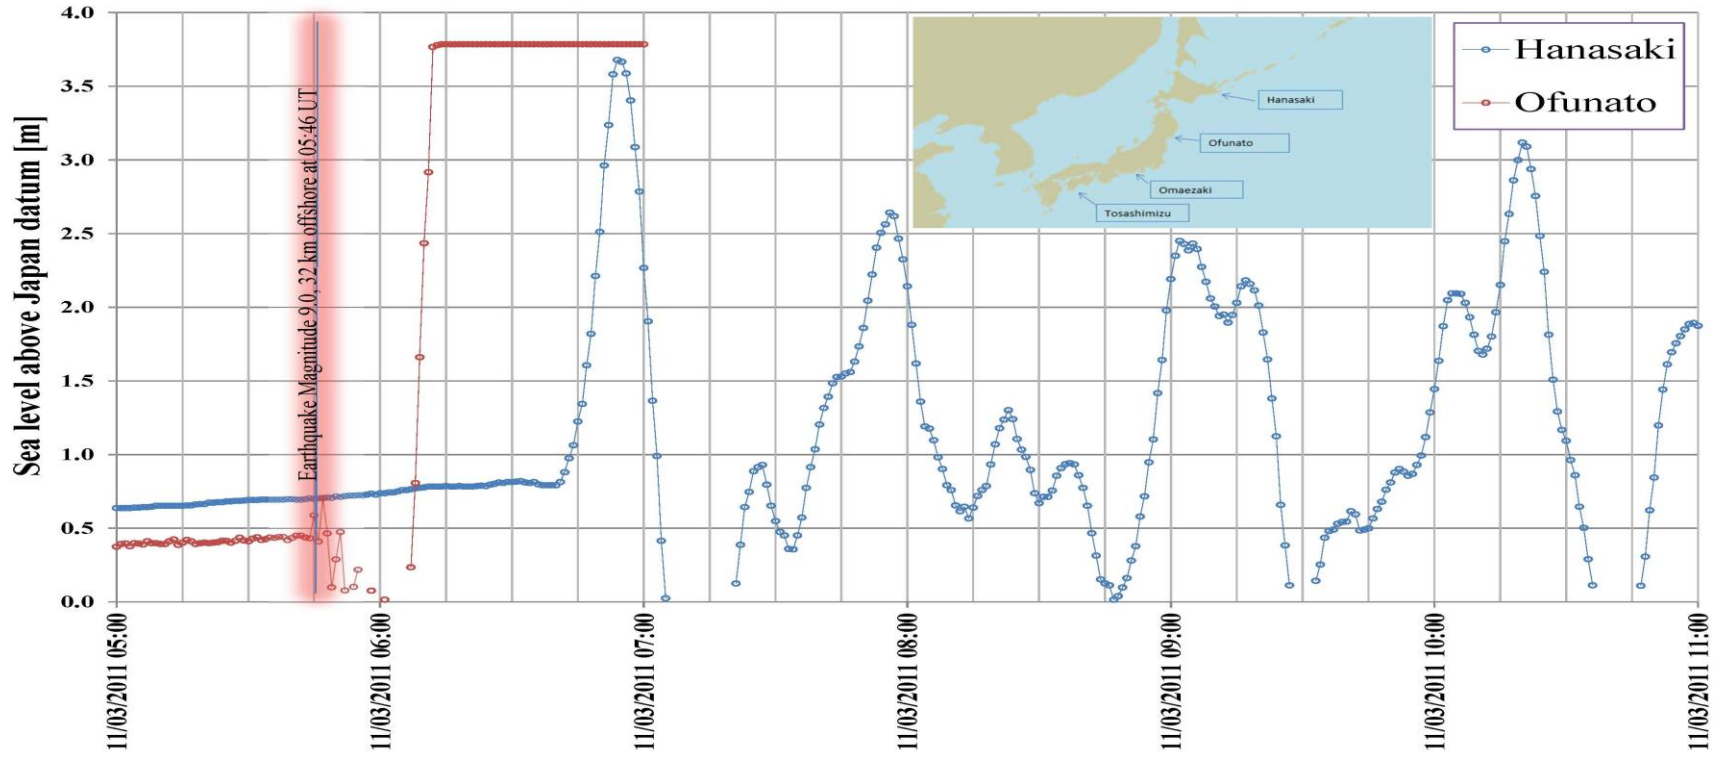 Sea level above Japan datum [m]
4.0
3.5
3.0
2.5
2.0
1.5
1.0
0.5
0.0
Earthquake Magnitude 9.0, 32 km offshore at 05:46 UT
Hanasaki
Ofunato
Omaezaki
Tosashimizu
Hanasaki
Ofunato
11/03/2011 05:00
11/03/2011 06:00
11/03/2011 07:00
11/03/2011 08:00
11/03/2011 09:00
11/03/2011 10:00
11/03/2011 11:00